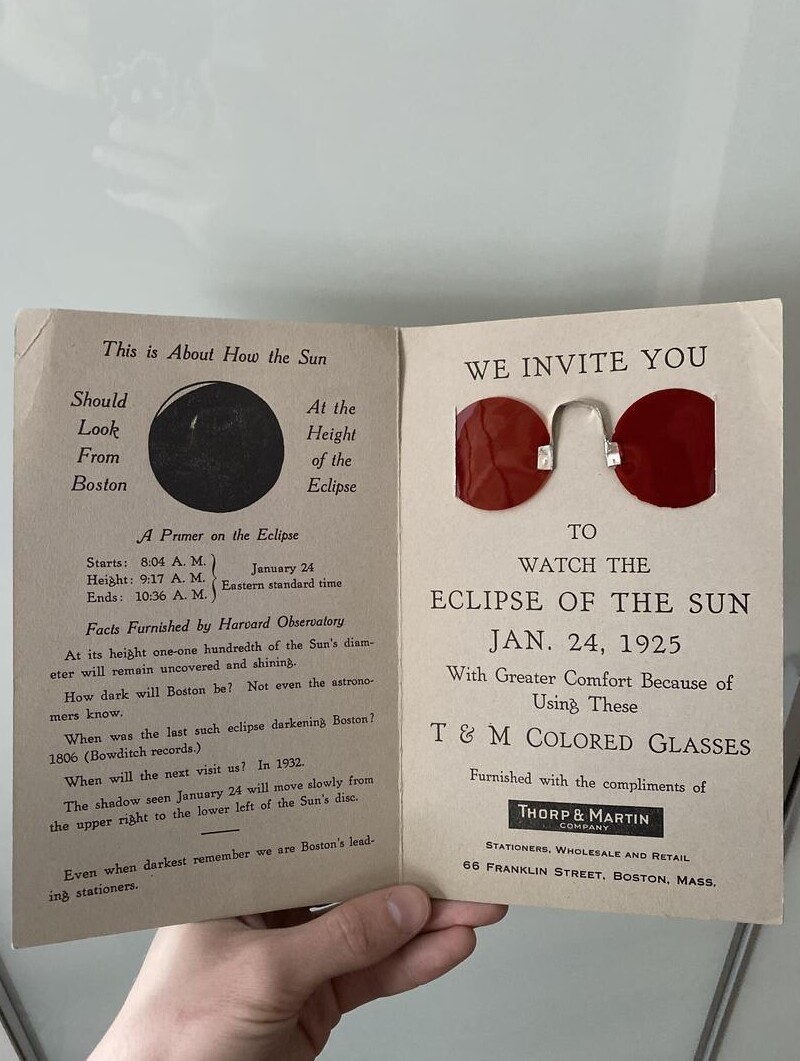 This is About How the Sun
Should
Look
From
Boston
At the
Height
of the
Eclipse
A Primer on the Eclipse
Starts: 8:04 A. M.
Height: 9:17 A. M.
Ends: 10:36 A. M.
January 24
Eastern standard time
Facts Furnished by Harvard Observatory
At its height one-one hundredth of the Sun's diam-
eter will remain uncovered and shining.
How dark will Boston be? Not even the astrono-
mers know.
When was the last such eclipse darkening Boston?
1806 (Bowditch records.)
When will the next visit us? In 1932.
The shadow seen January 24 will move slowly from
the upper right to the lower left of the Sun's disc.
Even when darkest remember we are Boston's lead-
ing stationers.
WE INVITE YOU
TO
WATCH THE
ECLIPSE OF THE SUN
JAN. 24, 1925
With Greater Comfort Because of
Using These
T & M COLORED GLASSES
Furnished with the compliments of
THORP & MARTIN
COMPANY
STATIONERS, WHOLESALE AND RETAIL
66 FRANKLIN STREET, BOSTON, MASS.